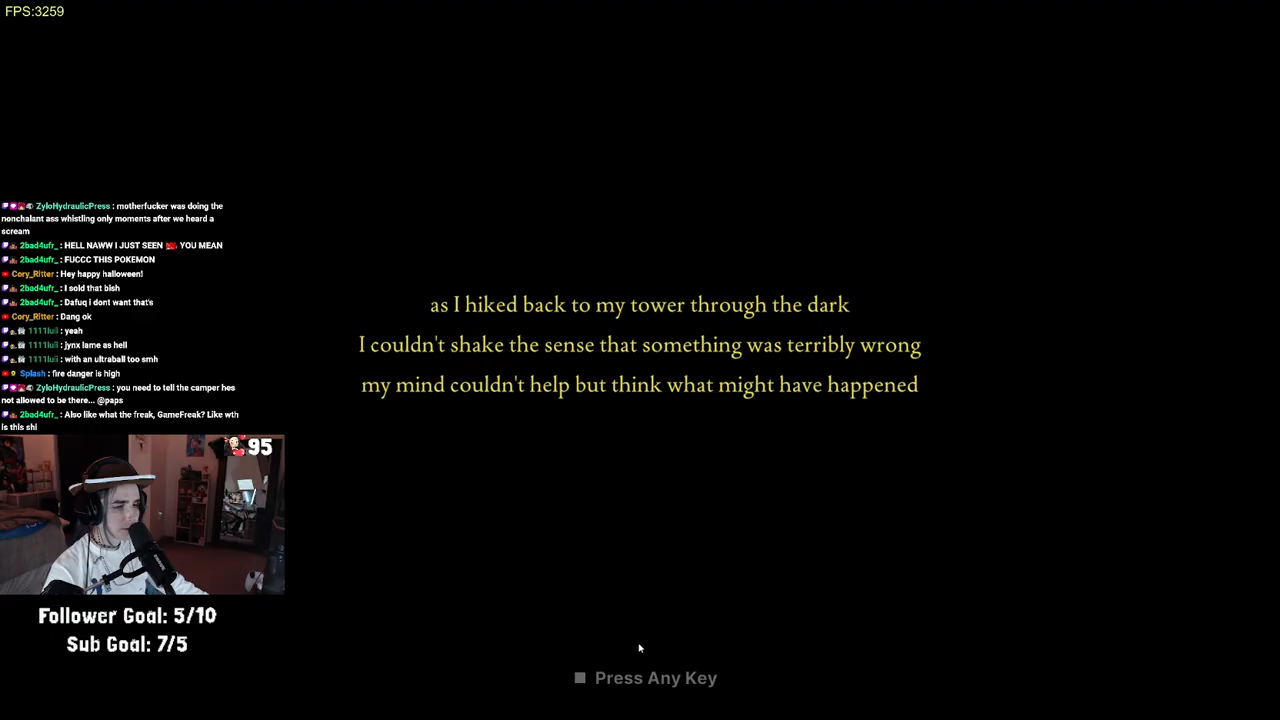 FPS:3259
ZyloHydraulicPress : motherfucker was doing the
nonchalant ass whistling only moments after we heard a
scream
2bad4ufr_ : HELL NAWW I JUST SEEN YOU MEAN
2bad4ufr_ : FUCCC THIS POKEMON
Cory_Ritter : Hey happy halloween!
2bad4ufr_ : I sold that bish
2bad4ufr_ : Dafuq i dont want that's
Cory_Ritter : Dang ok
: yeah
: jynx lame as hell
: with an ultraball too smh
Splash : fire danger is high
ZyloHydraulicPress : you need to tell the camper hes
not allowed to be there... @paps
2bad4ufr_ : Also like what the freak, GameFreak? Like wth
is this shi
as I hiked back to my tower through the dark
I couldn't shake the sense that something was terribly wrong
my mind couldn't help but think what might have happened
95
Follower Goal: 5/10
Sub Goal: 7/5
Press Any Key